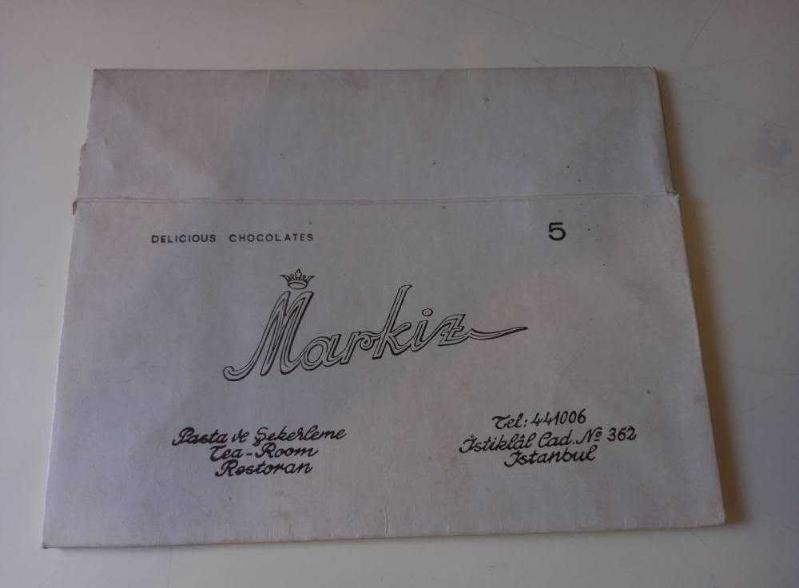 DELICIOUS CHOCOLATES
5
Markiz
Pasta ve Şekerleme
Tea-Room
Restoran
Tel: 441006
İstiklâl Cad. Nº 362
İstanbul